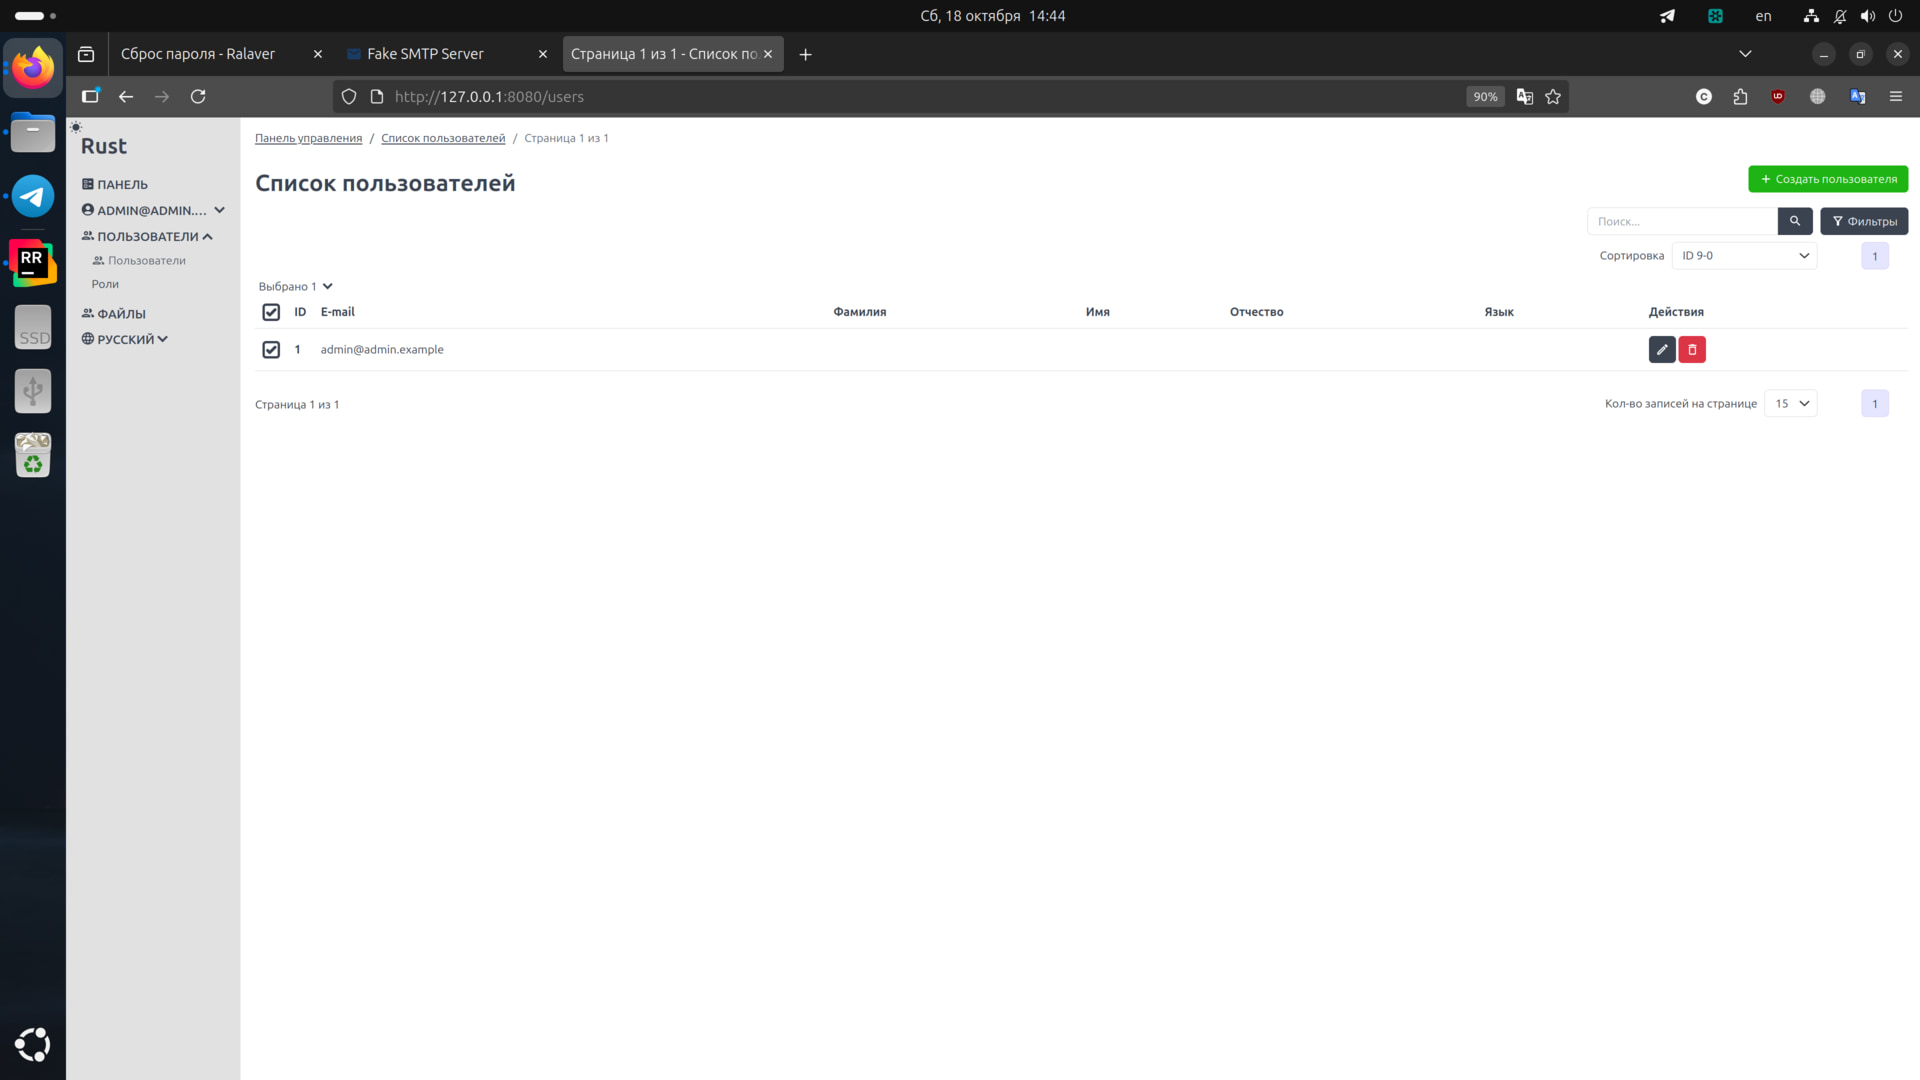 Сб, 18 октября 14:44
en
Сброс пароля - Ralaver
Fake SMTP Server
Страница 1 из 1 - Список по
http://127.0.0.1:8080/users
90%
Rust
ПАНЕЛЬ
ADMIN@ADMIN....
ПОЛЬЗОВАТЕЛИ
Пользователи
Роли
ФАЙЛЫ
РУССКИЙ
Панель управления / Список пользователей / Страница 1 из 1
Список пользователей
+ Создать пользователя
Поиск...
Фильтры
Сортировка ID 9-0 1
Выбрано 1
ID E-mail Фамилия Имя Отчество Язык Действия
1 admin@admin.example
Страница 1 из 1
Кол-во записей на странице 15 1
RR
SSD